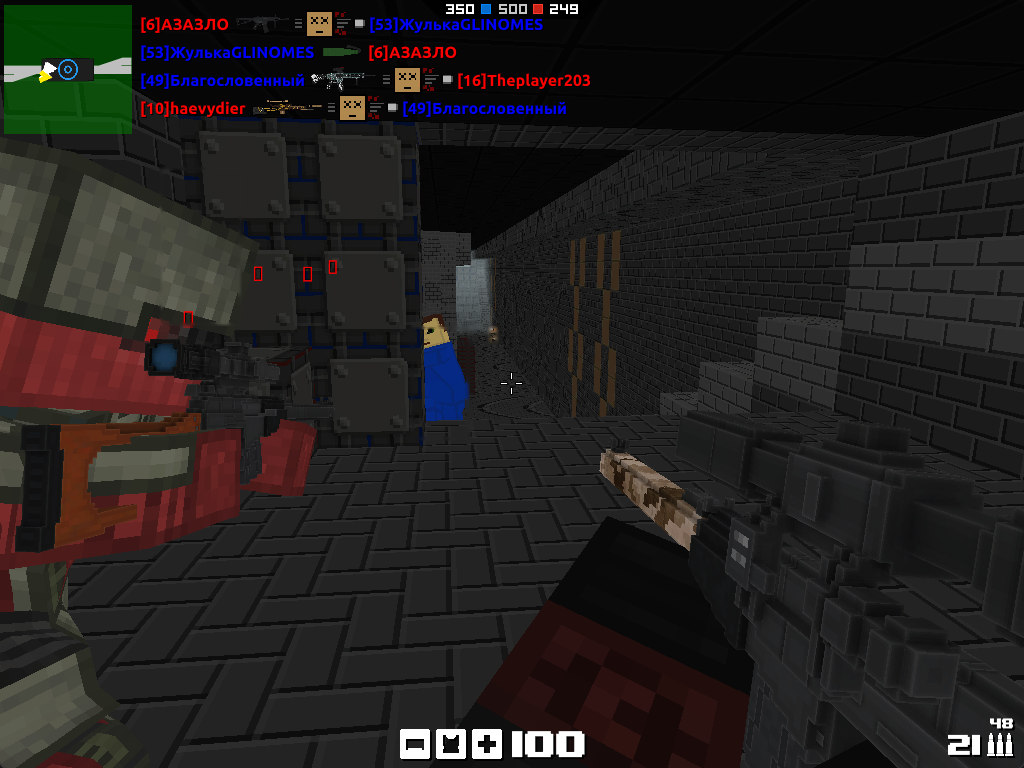 350 500 249
[6]АЗАЗЛО [53]ЖулькаGLINOMES
[53]ЖулькаGLINOMES [6]АЗАЗЛО
[49]Благословенный [16]Theplayer203
[10]haevydier [49]Благословенный
48
100 21